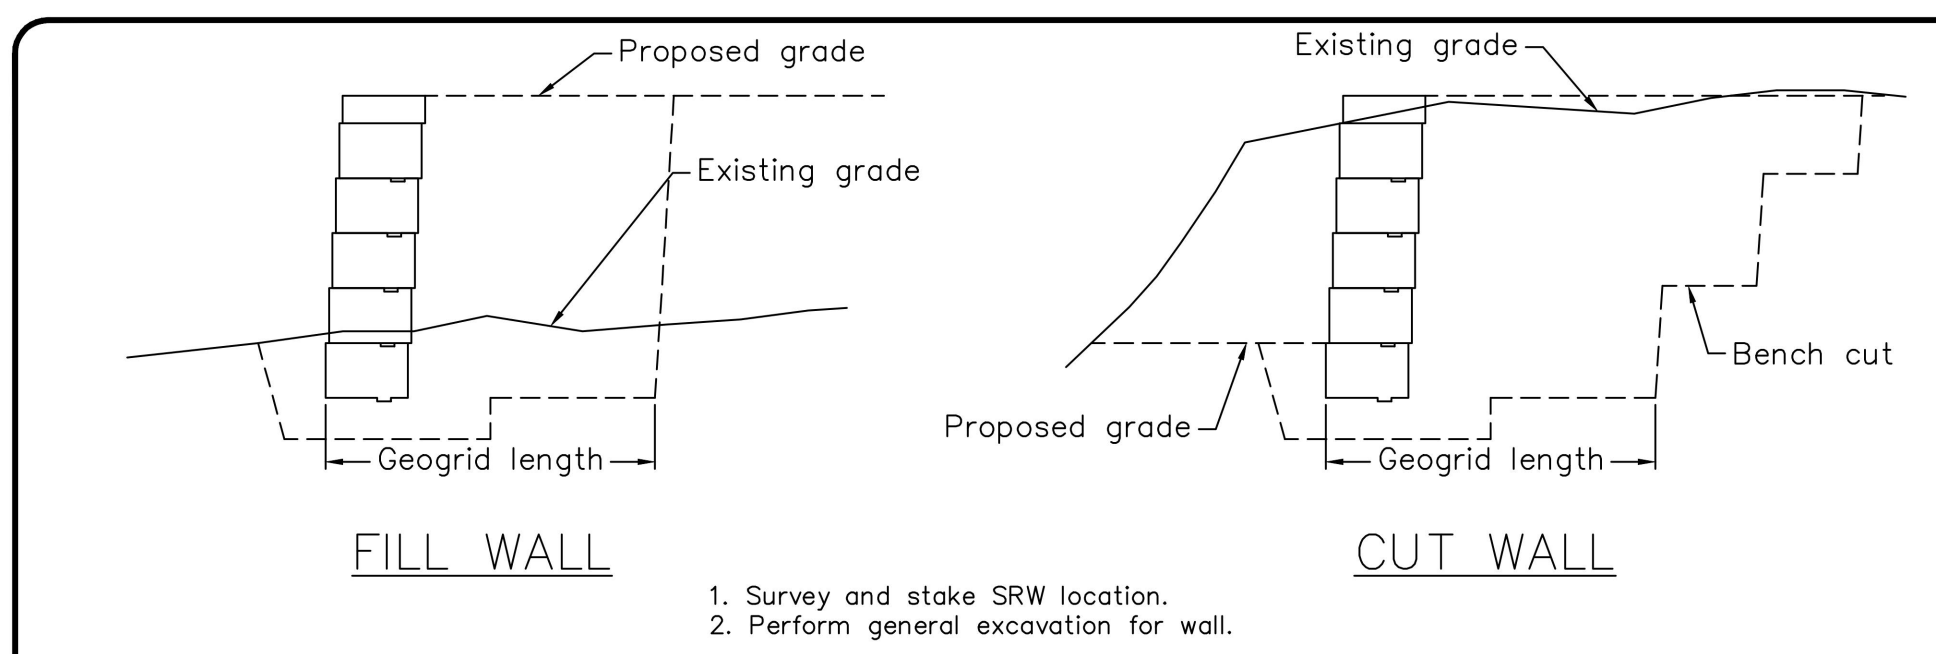 Proposed grade
Existing grade
Geogrid length
FILL WALL
Existing grade
Bench cut
Proposed grade
Geogrid length
CUT WALL
1. Survey and stake SRW location.
2. Perform general excavation for wall.